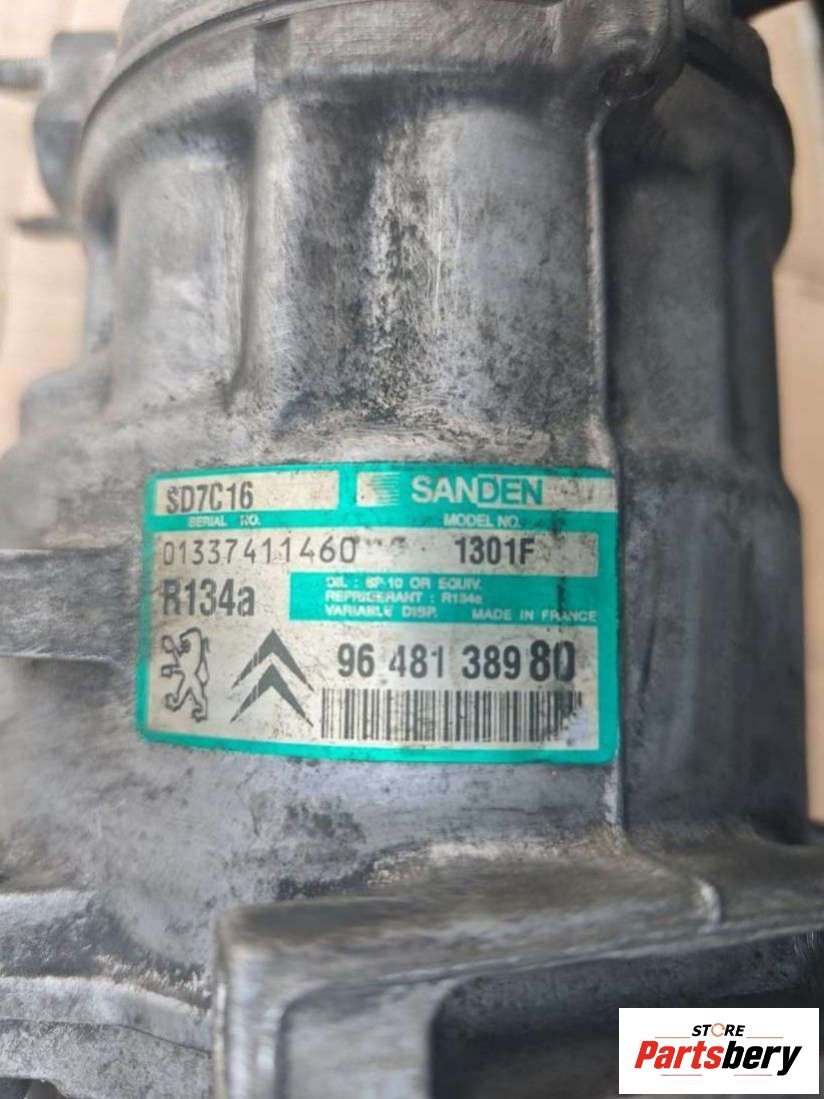 SD7C16 SANDEN
SERIAL NO. MODEL NO.
01337411460 1301F
R134a
OIL : SP-10 OR EQUIV.
REFRIGERANT : R134a
VARIABLE DISP. MADE IN FRANCE
96 481 389 80
STORE
Partsbery